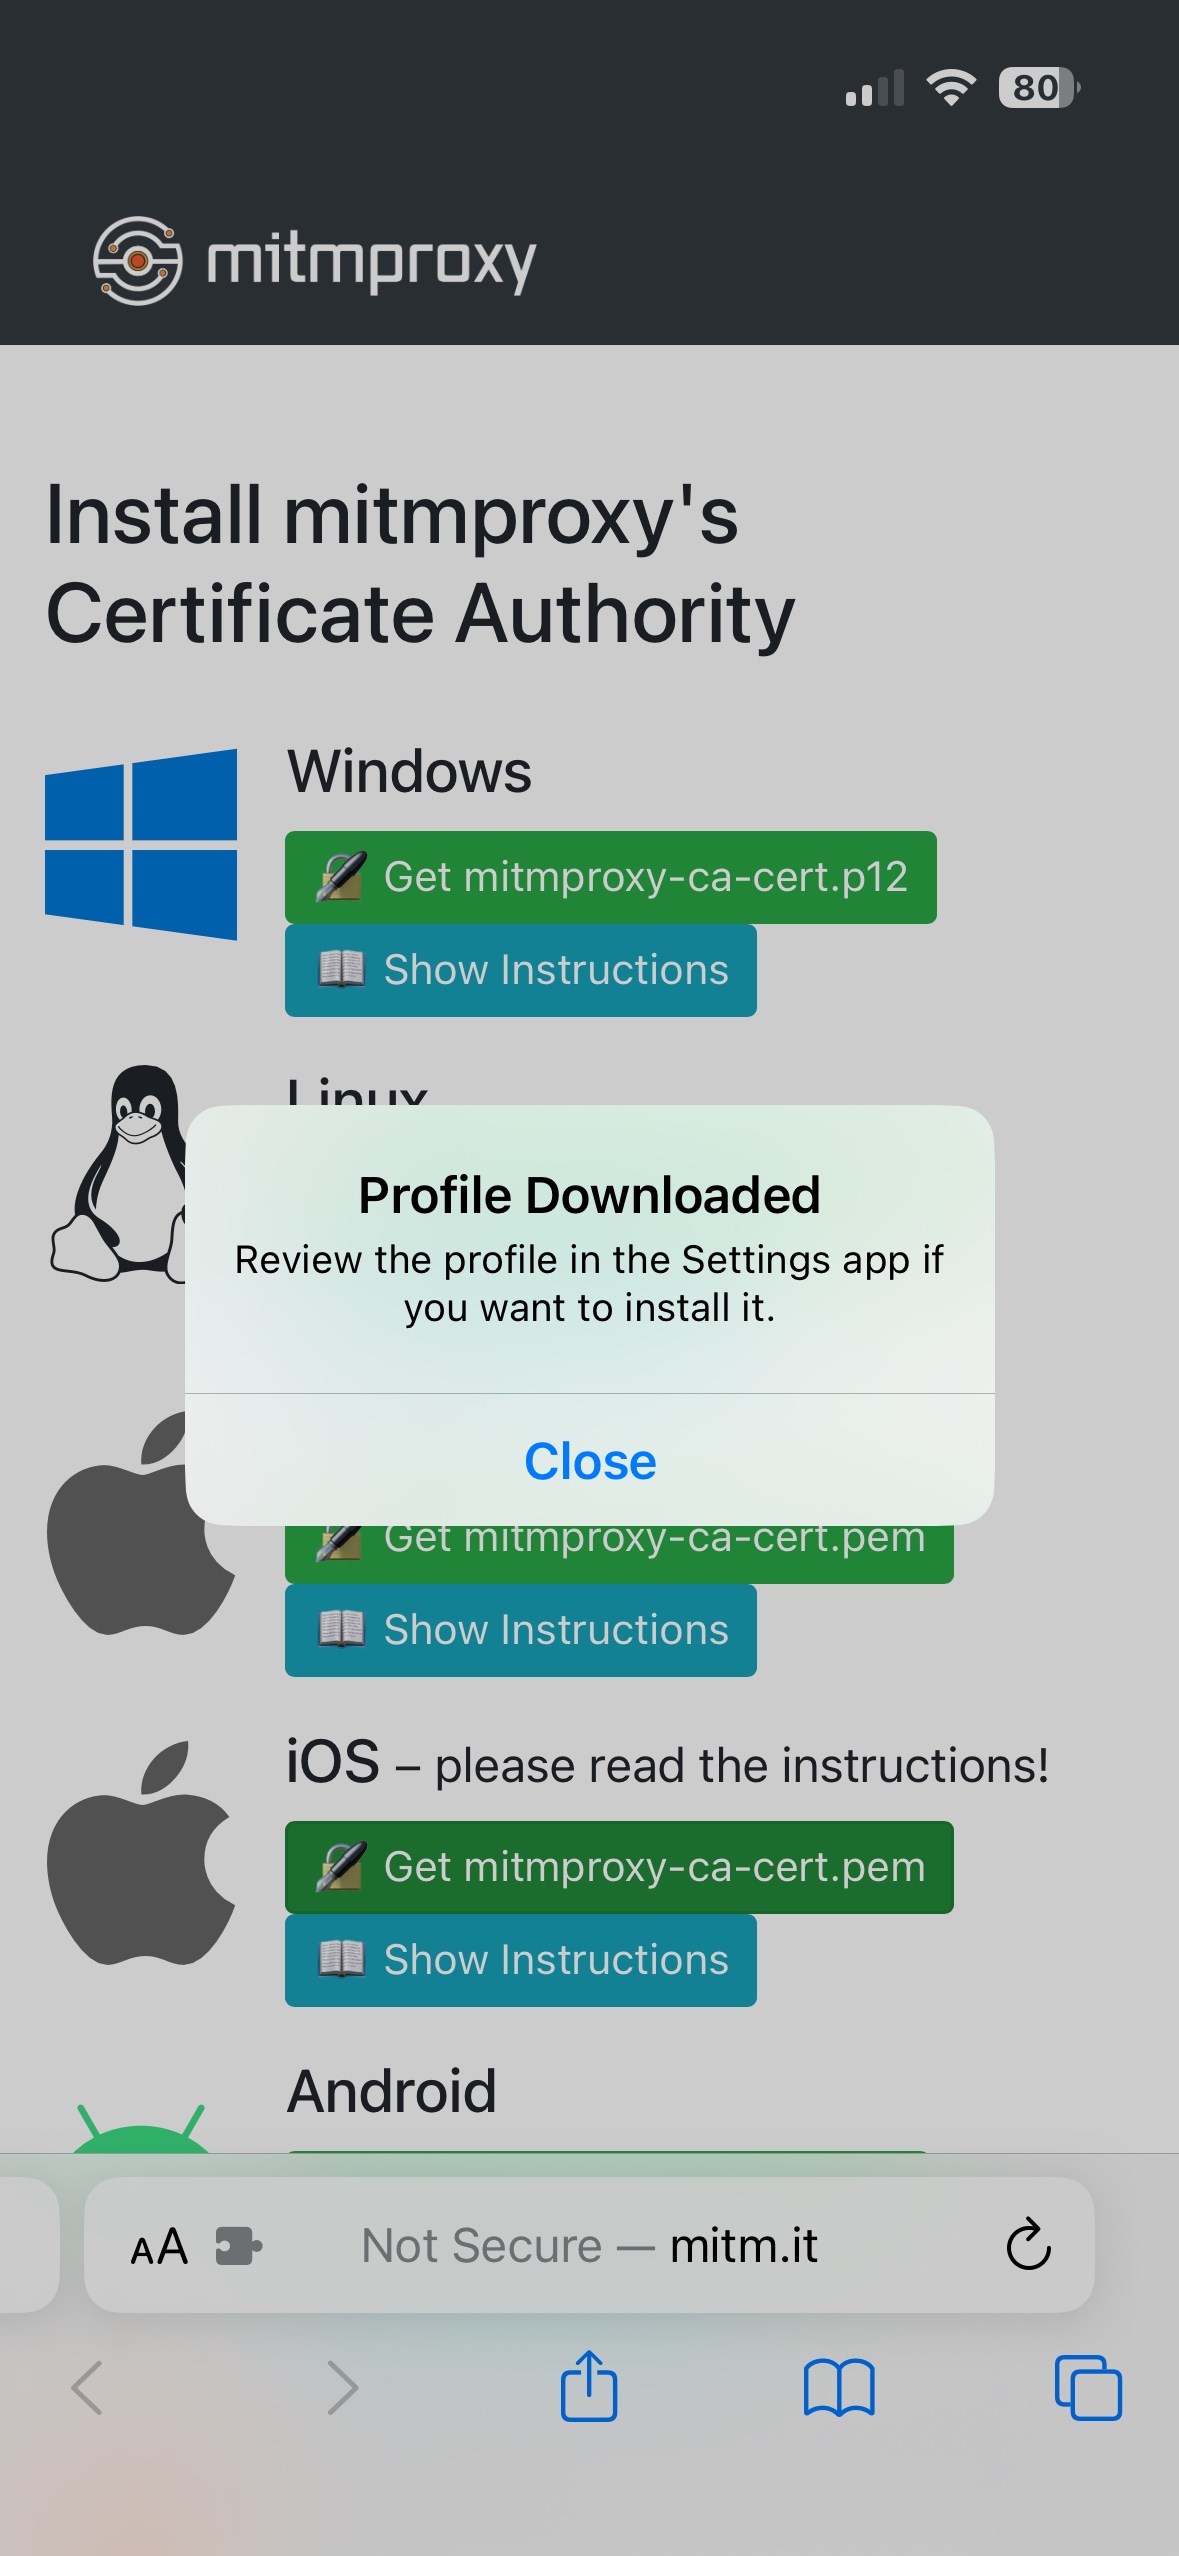 80
mitmproxy
Install mitmproxy's
Certificate Authority
Windows
Get mitmproxy-ca-cert.p12
Show Instructions
Linux
Profile Downloaded
Review the profile in the Settings app if
you want to install it.
Close
Get mitmproxy-ca-cert.pem
Show Instructions
iOS – please read the instructions!
Get mitmproxy-ca-cert.pem
Show Instructions
Android
AA Not Secure — mitm.it